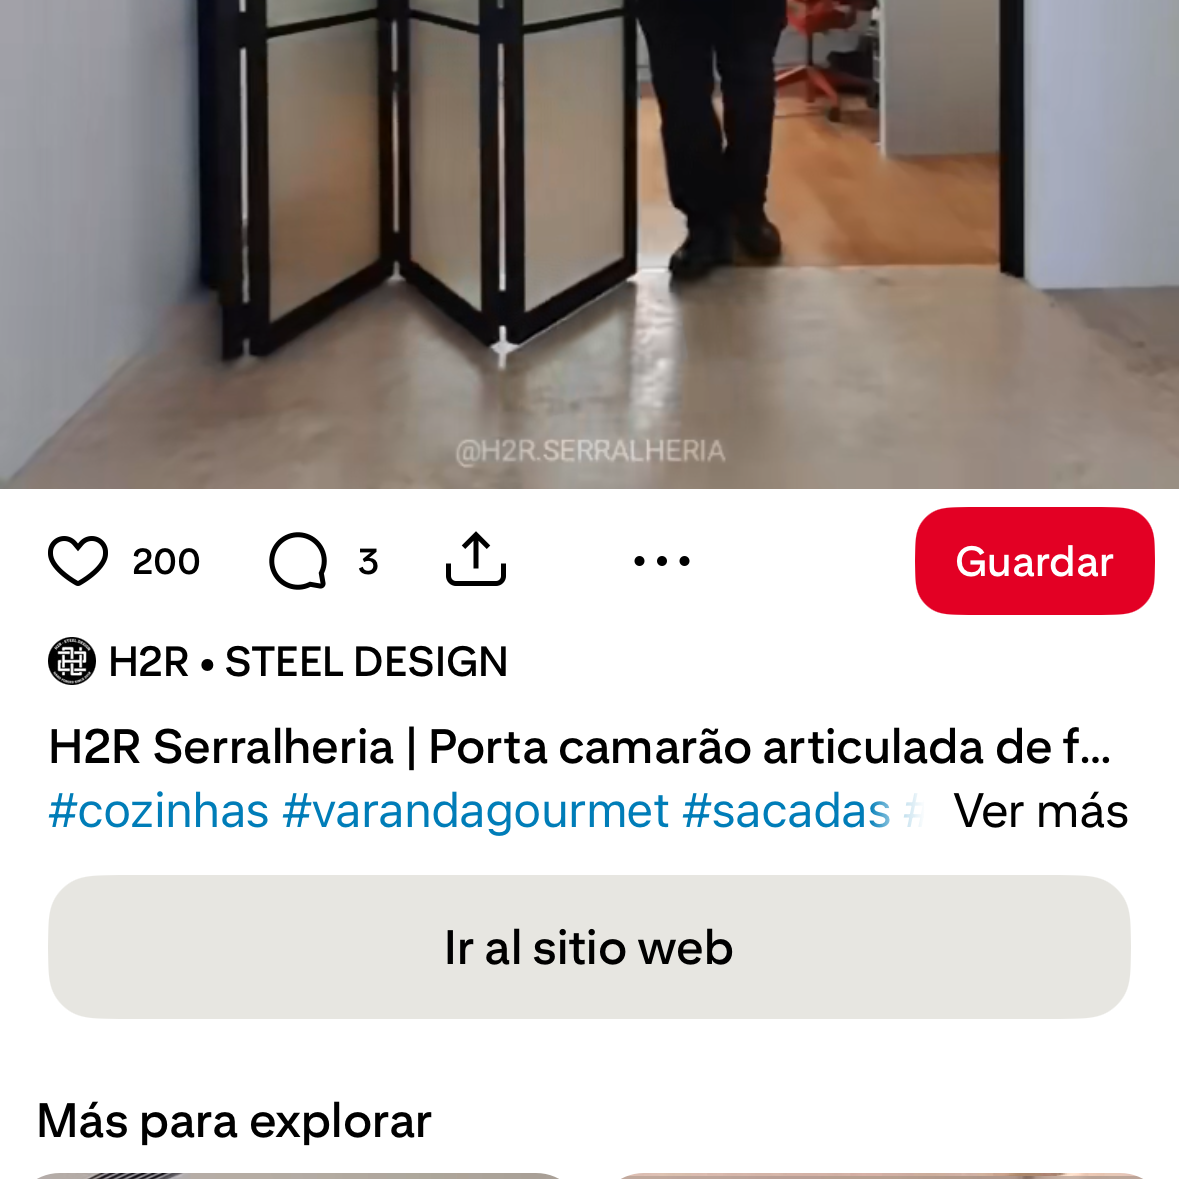 @H2R.SERRALHERIA
200
3
Guardar
H2R • STEEL DESIGN
H2R Serralheria | Porta camarão articulada de f...
#cozinhas #varandagourmet #sacadas # Ver más
Ir al sitio web
Más para explorar